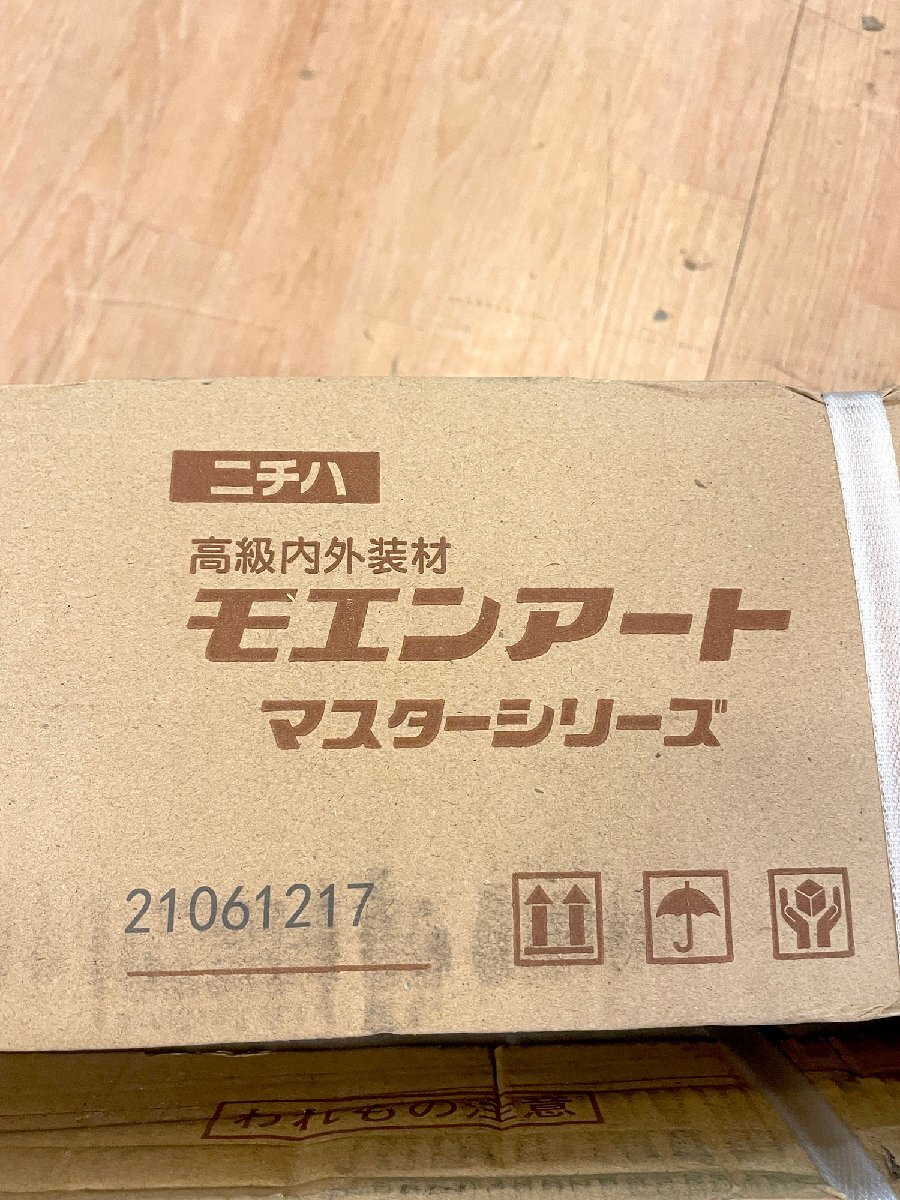 ニチハ
高級内外装材
モエンアート
マスターシリーズ
21061217
われもの注意